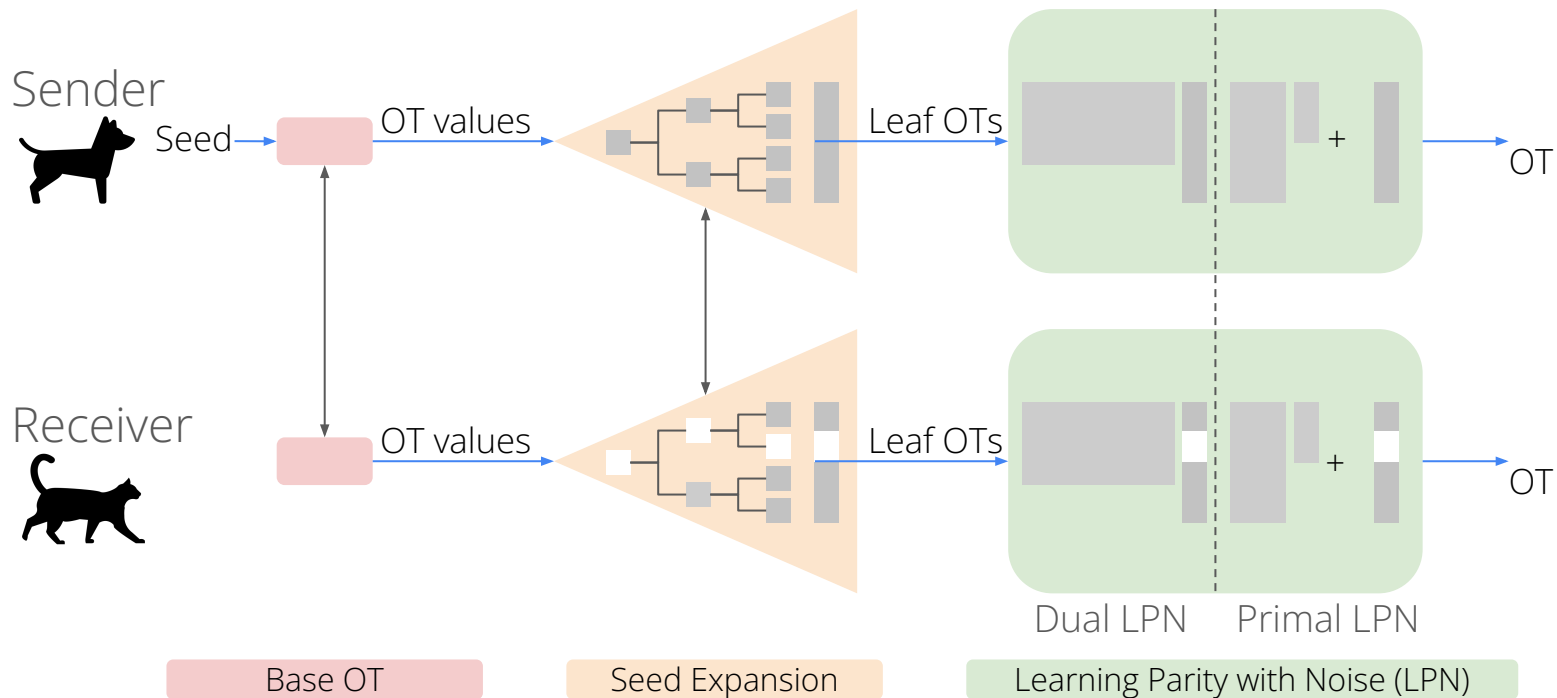 Sender
Seed
OT values
Leaf OTs
+
OT
Receiver
OT values
Leaf OTs
+
OT
Dual LPN
Primal LPN
Base OT
Seed Expansion
Learning Parity with Noise (LPN)